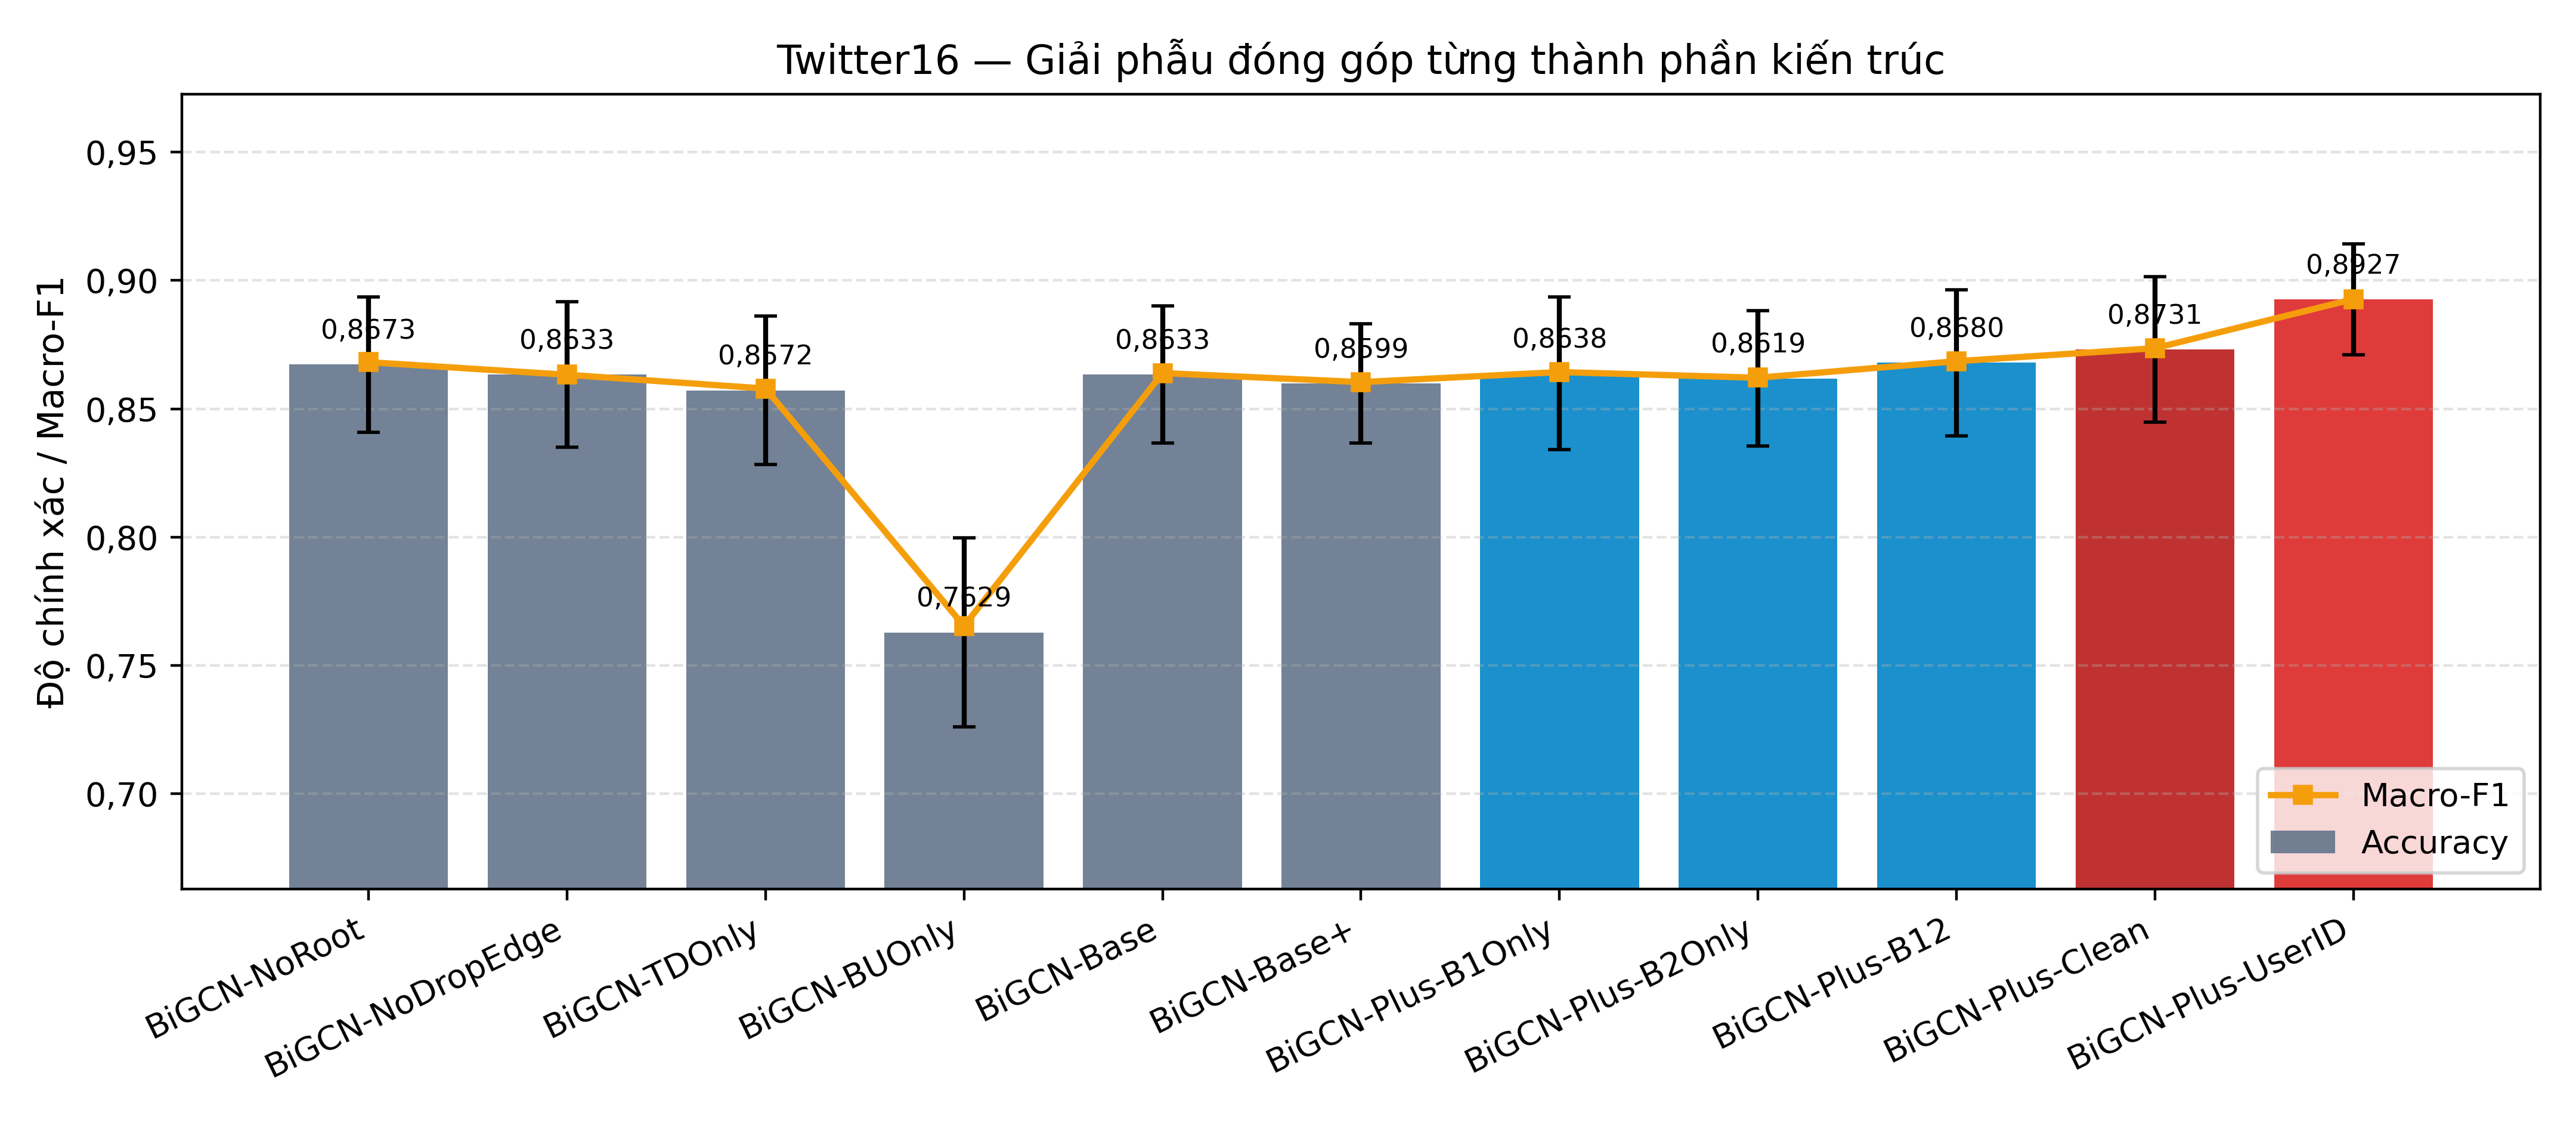 Twitter16 — Giải phẫu đóng góp từng thành phần kiến trúc
Độ chính xác / Macro-F1
0,95
0,90
0,85
0,80
0,75
0,70
0,8673
0,8633
0,8572
0,7629
0,8633
0,8599
0,8638
0,8619
0,8680
0,8731
0,8927
Macro-F1
Accuracy
BiGCN-NoRoot
BiGCN-NoDropEdge
BiGCN-TDOnly
BiGCN-BUOnly
BiGCN-Base
BiGCN-Base+
BiGCN-Plus-B1Only
BiGCN-Plus-B2Only
BiGCN-Plus-B12
BiGCN-Plus-Clean
BiGCN-Plus-UserID